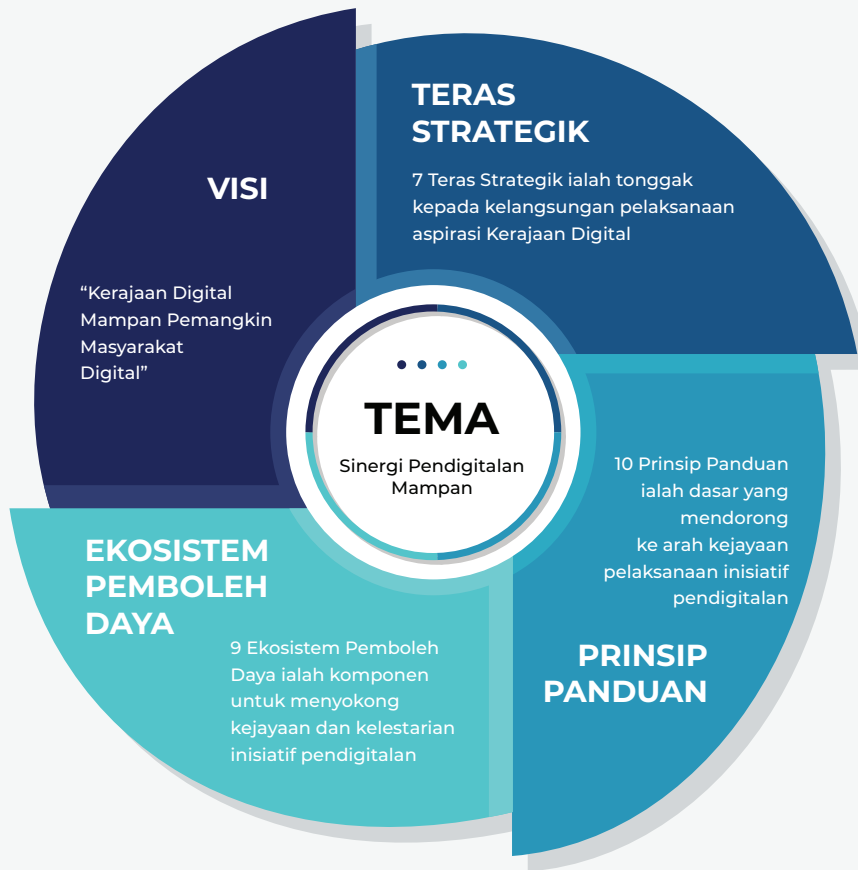 VISI
“Kerajaan Digital
Mampan Pemangkin
Masyarakat
Digital”
TERAS
STRATEGIK
7 Teras Strategik ialah tonggak
kepada kelangsungan pelaksanaan
aspirasi Kerajaan Digital
TEMA
Sinergi Pendigitalan
Mampan
10 Prinsip Panduan
ialah dasar yang
mendorong
ke arah kejayaan
pelaksanaan inisiatif
pendigitalan
PRINSIP
PANDUAN
EKOSISTEM
PEMBOLEH
DAYA
9 Ekosistem Pemboleh
Daya ialah komponen
untuk menyokong
kejayaan dan kelestarian
inisiatif pendigitalan